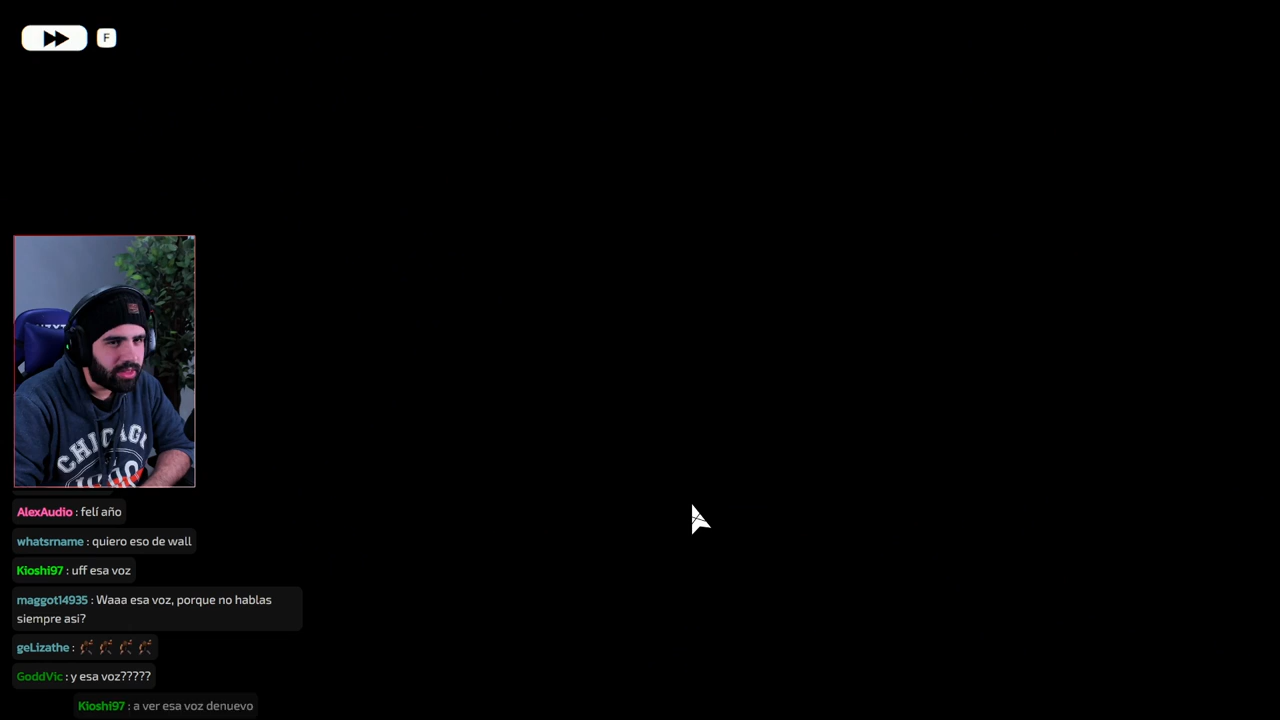 F
CHICAGO
AlexAudio : felí año
whatsrname : quiero eso de wall
Kioshi97 : uff esa voz
maggot14935 : Waaa esa voz, porque no hablas
siempre asi?
geLizathe :
GoddVic : y esa voz?????
Kioshi97 : a ver esa voz denuevo